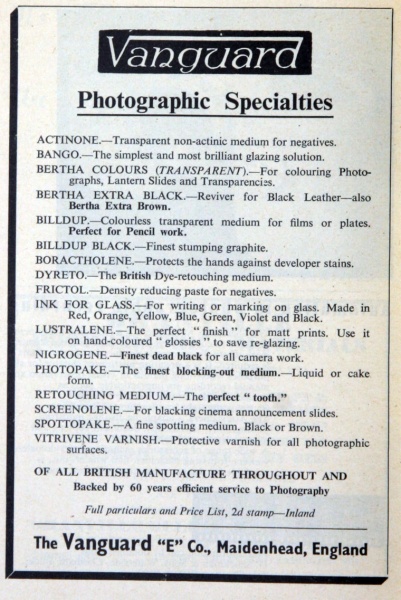 Vanguard
Photographic Specialties
ACTINONE.—Transparent non-actinic medium for negatives.
BANGO.—The simplest and most brilliant glazing solution.
BERTHA COLOURS (TRANSPARENT).—For colouring Photo-
graphs, Lantern Slides and Transparencies.
BERTHA EXTRA BLACK.—Reviver for Black Leather—also
Bertha Extra Brown.
BILLDUP.—Colourless transparent medium for films or plates.
Perfect for Pencil work.
BILLDUP BLACK.—Finest stumping graphite.
BORACTHOLENE.—Protects the hands against developer stains.
DYRETO.—The British Dye-retouching medium.
FRICTOL.—Density reducing paste for negatives.
INK FOR GLASS.—For writing or marking on glass. Made in
Red, Orange, Yellow, Blue, Green, Violet and Black.
LUSTRALENE.—The perfect “ finish ” for matt prints. Use it
on hand-coloured “ glossies ” to save re-glazing.
NIGROGENE.—Finest dead black for all camera work.
PHOTOPAKE.—The finest blocking-out medium.—Liquid or cake
form.
RETOUCHING MEDIUM.—The perfect “ tooth.”
SCREENOLENE.—For blacking cinema announcement slides.
SPOTTOPAKE.—A fine spotting medium. Black or Brown.
VITRIVENE VARNISH.—Protective varnish for all photographic
surfaces.
OF ALL BRITISH MANUFACTURE THROUGHOUT AND
Backed by 60 years efficient service to Photography
Full particulars and Price List, 2d stamp—Inland
The Vanguard “E” Co., Maidenhead, England